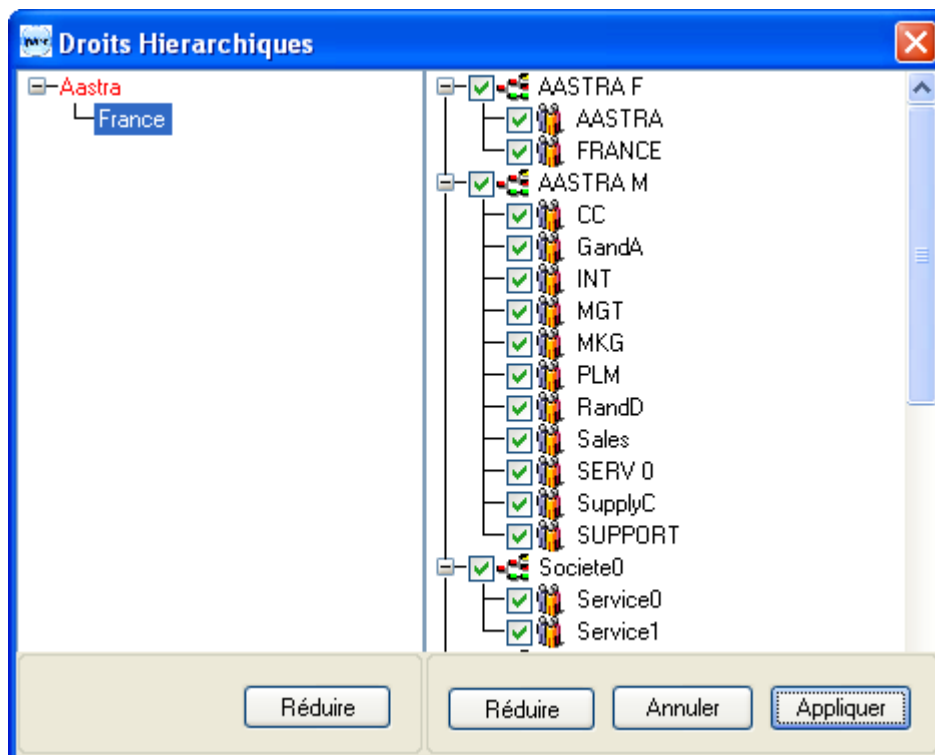 Droits Hierarchiques
Aastra
France
AASTRA F
AASTRA
FRANCE
AASTRA M
CC
GandA
INT
MGT
MKG
PLM
RandD
Sales
SERV 0
SupplyC
SUPPORT
Societe0
Service0
Service1
Réduire
Réduire
Annuler
Appliquer